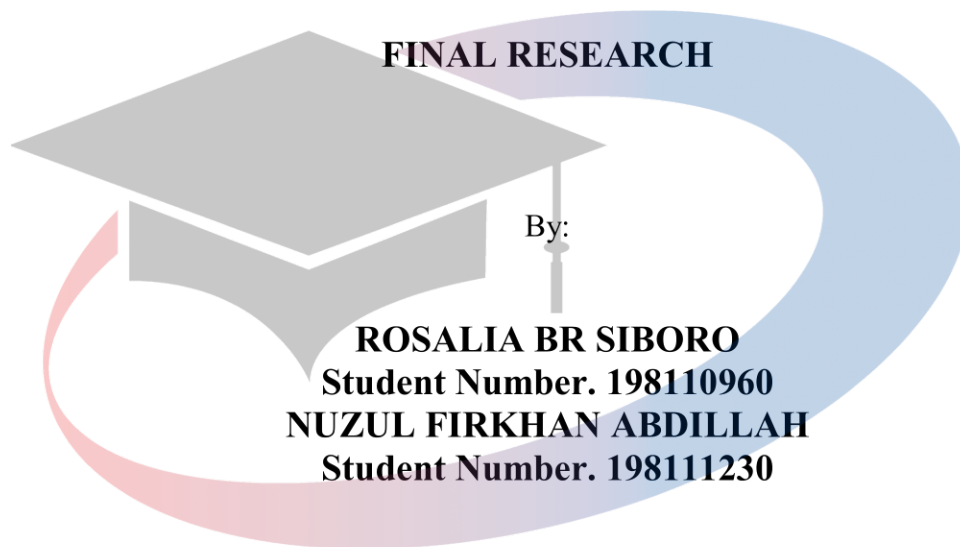 FINAL RESEARCH
By:
ROSALIA BR SIBORO
Student Number. 198110960
NUZUL FIRKHAN ABDILLAH
Student Number. 198111230